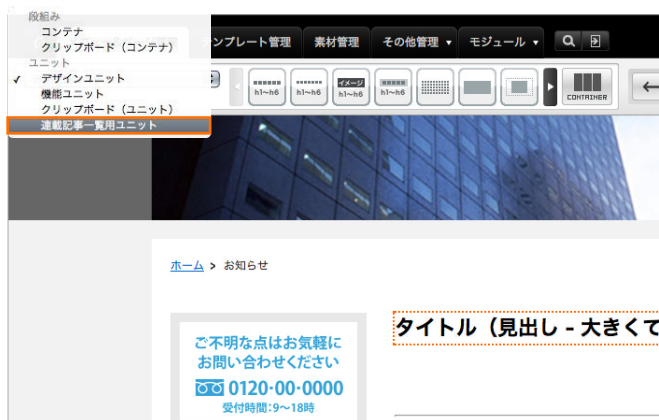 段組み
コンテナ
クリップボード（コンテナ）
ユニット
✓ デザインユニット
機能ユニット
クリップボード（ユニット）
連載記事一覧用ユニット
ンプレート管理 素材管理 その他管理 ▼ モジュール ▼
h1~h6 h1~h6 イメージ h1~h6 h1~h6 CONTAINER
ホーム > お知らせ
タイトル（見出し - 大きくて
ご不明な点はお気軽に
お問い合わせください
0120-00-0000
受付時間:9～18時